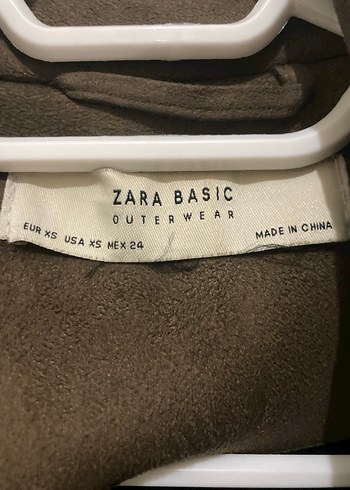 ZARA BASIC
OUTERWEAR
EUR XS USA XS MEX 24 MADE IN CHINA